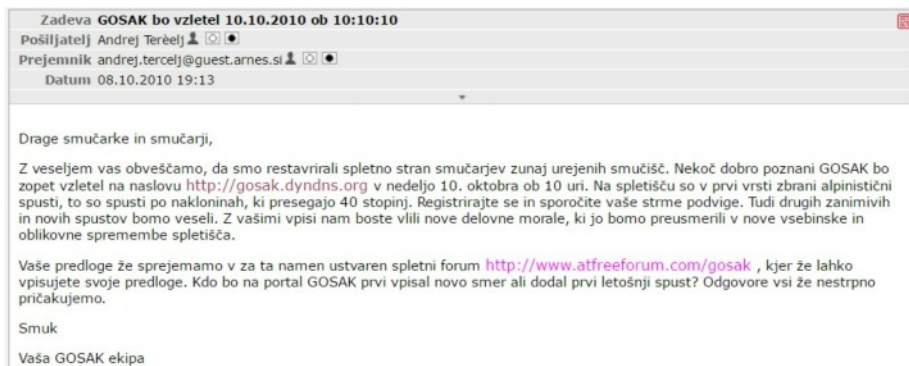 Zadeva GOSAK bo vzletel 10.10.2010 ob 10:10:10
Pošiljatelj Andrej Terèelj
Prejemnik andrej.tercelj@guest.arnes.si
Datum 08.10.2010 19:13
Drage smučarke in smučarji,
Z veseljem vas obveščamo, da smo restavrirali spletno stran smučarjev zunaj urejenih smučišč. Nekoč dobro poznani GOSAK bo
zopet vzletel na naslovu http://gosak.dyndns.org v nedeljo 10. oktobra ob 10 uri. Na spletišču so v prvi vrsti zbrani alpinistični
spusti, to so spusti po nakloninah, ki presegajo 40 stopinj. Registrirajte se in sporočite vaše strme podvige. Tudi drugih zanimivih
in novih spustov bomo veseli. Z vašimi vpisi nam boste vlili nove delovne morale, ki jo bomo preusmerili v nove vsebinske in
oblikovne spremembe spletišča.
Vaše predloge že sprejemamo v za ta namen ustvaren spletni forum http://www.atfreeforum.com/gosak , kjer že lahko
vpisujete svoje predloge. Kdo bo na portal GOSAK prvi vpisal novo smer ali dodal prvi letošnji spust? Odgovore vsi že nestrpno
pričakujemo.
Smuk
Vaša GOSAK ekipa